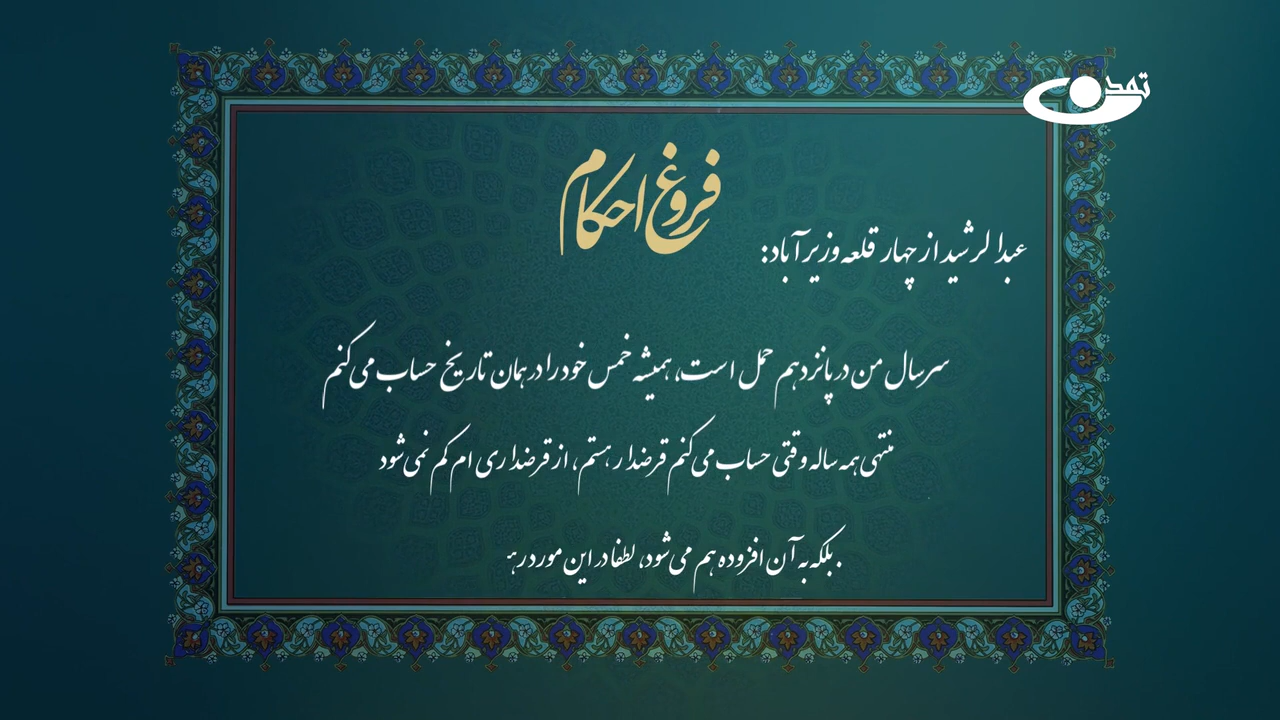 تمدن
فروغ احکام
عبدالرشید از چهار قلعه وزیرآباد:
سرسال من در پانزدهم حمل است، همیشه خمس خود را در همان تاریخ حساب می‌کنم
منتهی همه ساله وقتی حساب می‌کنم قرضدار هستم، از قرضداری ام کم نمی‌شود
بلکه به آن افزوده هم می‌شود، لطفا در این مورد